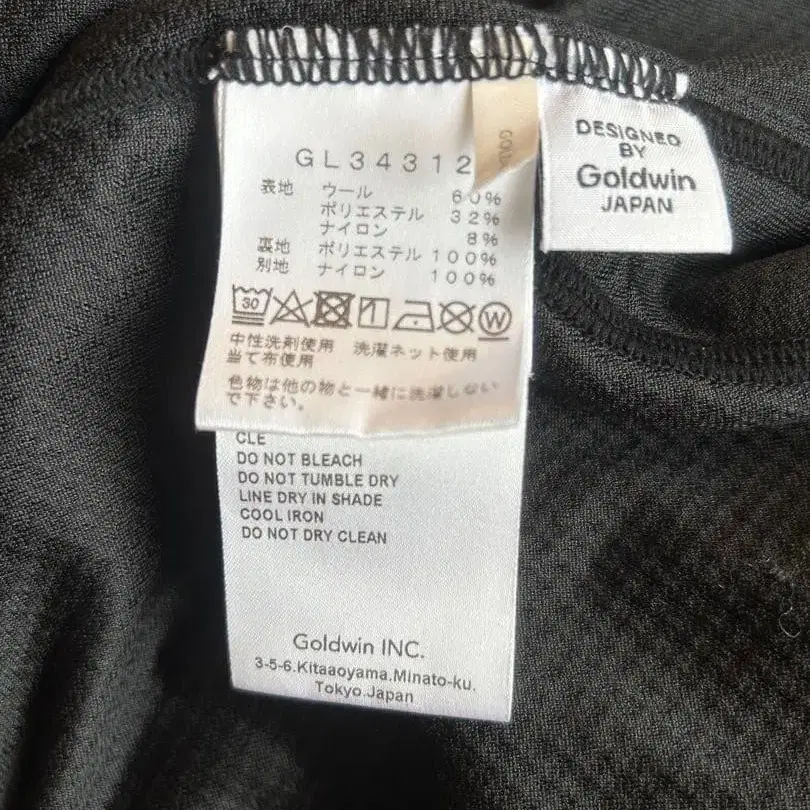 GL34312
表地 ウール 60%
ポリエステル 32%
ナイロン 8%
裏地 ポリエステル 100%
別地 ナイロン 100%
30 W
中性洗剤使用 洗濯ネット使用
当て布使用
色物は他の物と一緒に洗濯しない
で下さい。
CLE
DO NOT BLEACH
DO NOT TUMBLE DRY
LINE DRY IN SHADE
COOL IRON
DO NOT DRY CLEAN
Goldwin INC.
3-5-6.Kitaaoyama.Minato-ku.
Tokyo.Japan
DESIGNED
BY
Goldwin
JAPAN